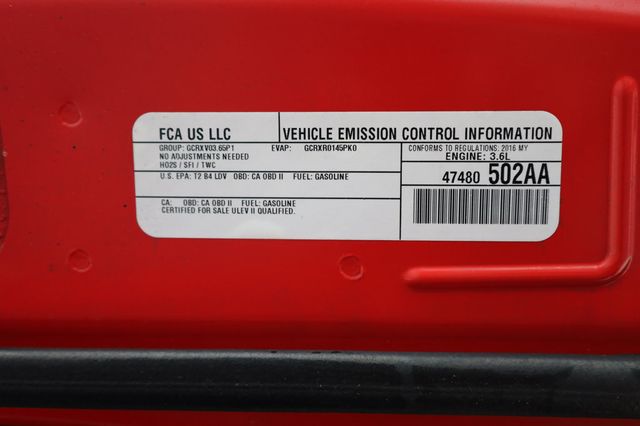 FCA US LLC
VEHICLE EMISSION CONTROL INFORMATION
GROUP: GCRXV03.65P1 EVAP: GCRXR0145PK0
NO ADJUSTMENTS NEEDED
HO2S / SFI / TWC
CONFORMS TO REGULATIONS: 2016 MY
ENGINE: 3.6L
U.S. EPA: T2 B4 LDV OBD: CA OBD II FUEL: GASOLINE
47480 502AA
CA: OBD: CA OBD II FUEL: GASOLINE
CERTIFIED FOR SALE ULEV II QUALIFIED.